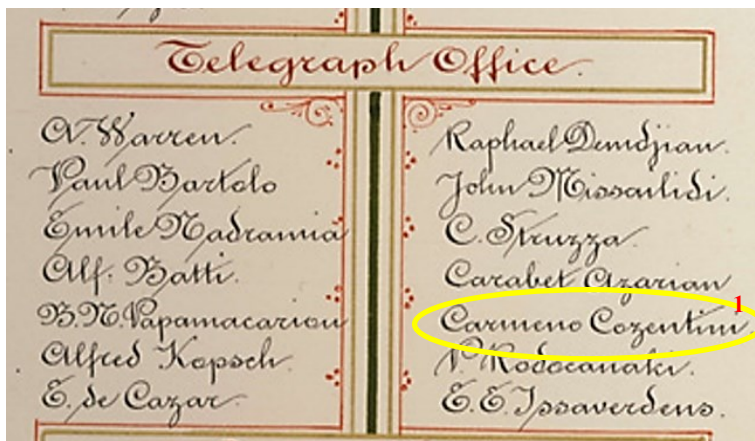 Telegraph Office.
A. Warren.
Paul Bartolo
Emile Nadramia
Alf. Batti.
B. N. Papamacariou
Alfred Kopsch.
E. de Cazar.
Raphael Demdjian.
John Missailidi.
C. Struzza.
Carabet Azarian
Carmeno Cozentini
1
P. Rodocanaki.
E. E. Issaverdens.